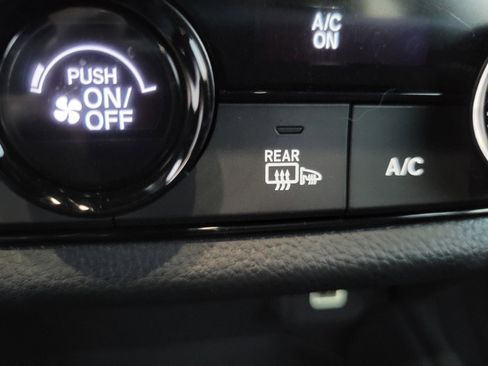 A/C
ON
PUSH
ON/
OFF
REAR
A/C